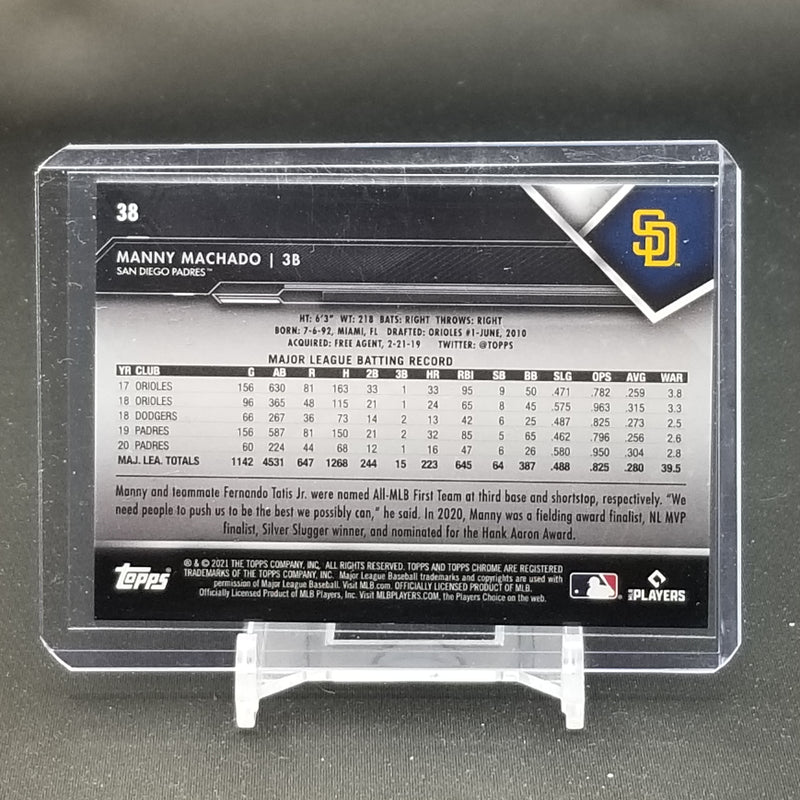 38
SD
MANNY MACHADO | 3B
SAN DIEGO PADRES™
HT: 6'3" WT: 218 BATS: RIGHT THROWS: RIGHT
BORN: 7-6-92, MIAMI, FL DRAFTED: ORIOLES #1-JUNE, 2010
ACQUIRED: FREE AGENT, 2-21-19 TWITTER: @TOPPS
MAJOR LEAGUE BATTING RECORD
YR CLUB G AB R H 2B 3B HR RBI SB BB SLG OPS AVG WAR
17 ORIOLES 156 630 81 163 33 1 33 95 9 50 .471 .782 .259 3.8
18 ORIOLES 96 365 48 115 21 1 24 65 8 45 .575 .963 .315 3.3
18 DODGERS 66 267 36 73 14 2 13 42 6 25 .487 .825 .273 2.5
19 PADRES 156 587 81 150 21 2 32 85 5 65 .462 .796 .256 2.6
20 PADRES 60 224 44 68 12 1 16 47 6 26 .580 .950 .304 2.8
MAJ. LEA. TOTALS 1142 4531 647 1268 244 15 223 645 64 387 .488 .825 .280 39.5
Manny and teammate Fernando Tatis Jr. were named All-MLB First Team at third base and shortstop, respectively. "We
need people to push us to be the best we possibly can," he said. In 2020, Manny was a fielding award finalist, NL MVP
finalist, Silver Slugger winner, and nominated for the Hank Aaron Award.
Topps®
® & © 2021 THE TOPPS COMPANY, INC. ALL RIGHTS RESERVED. TOPPS AND TOPPS CHROME ARE REGISTERED
TRADEMARKS OF THE TOPPS COMPANY, INC. Major League Baseball trademarks and copyrights are used with
permission of Major League Baseball. Visit MLB.com. OFFICIALLY LICENSED PRODUCT OF MLB.
Officially Licensed Product of MLB Players, Inc. Visit MLBPLAYERS.COM, the Players Choice on the web.
MLB PLAYERS